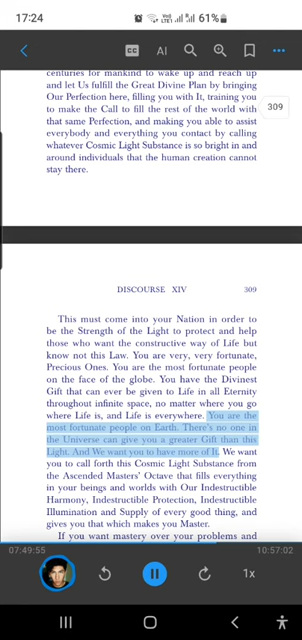 17:24
61%
CC
AI
centuries for mankind to wake up and reach up
and let Us fulfill the Great Divine Plan by bringing
Our Perfection here, filling you with It, training you
to make the Call to fill the rest of the world with
that same Perfection, and making you able to assist
everybody and everything you contact by calling
whatever Cosmic Light Substance is so bright in and
around individuals that the human creation cannot
stay there.
309
DISCOURSE XIV 309
This must come into your Nation in order to
be the Strength of the Light to protect and help
those who want the constructive way of Life but
know not this Law. You are very, very fortunate,
Precious Ones. You are the most fortunate people
on the face of the globe. You have the Divinest
Gift that can ever be given to Life in all Eternity
throughout infinite space, no matter where you go
where Life is, and Life is everywhere. You are the
most fortunate people on Earth. There's no one in
the Universe can give you a greater Gift than this
Light. And We want you to have more of It. We want
you to call forth this Cosmic Light Substance from
the Ascended Masters' Octave that fills everything
in your beings and worlds with Our Indestructible
Harmony, Indestructible Protection, Indestructible
Illumination and Supply of every good thing, and
gives you that which makes you Master.
If you want mastery over your problems and
07:49:55 10:57:02
1x